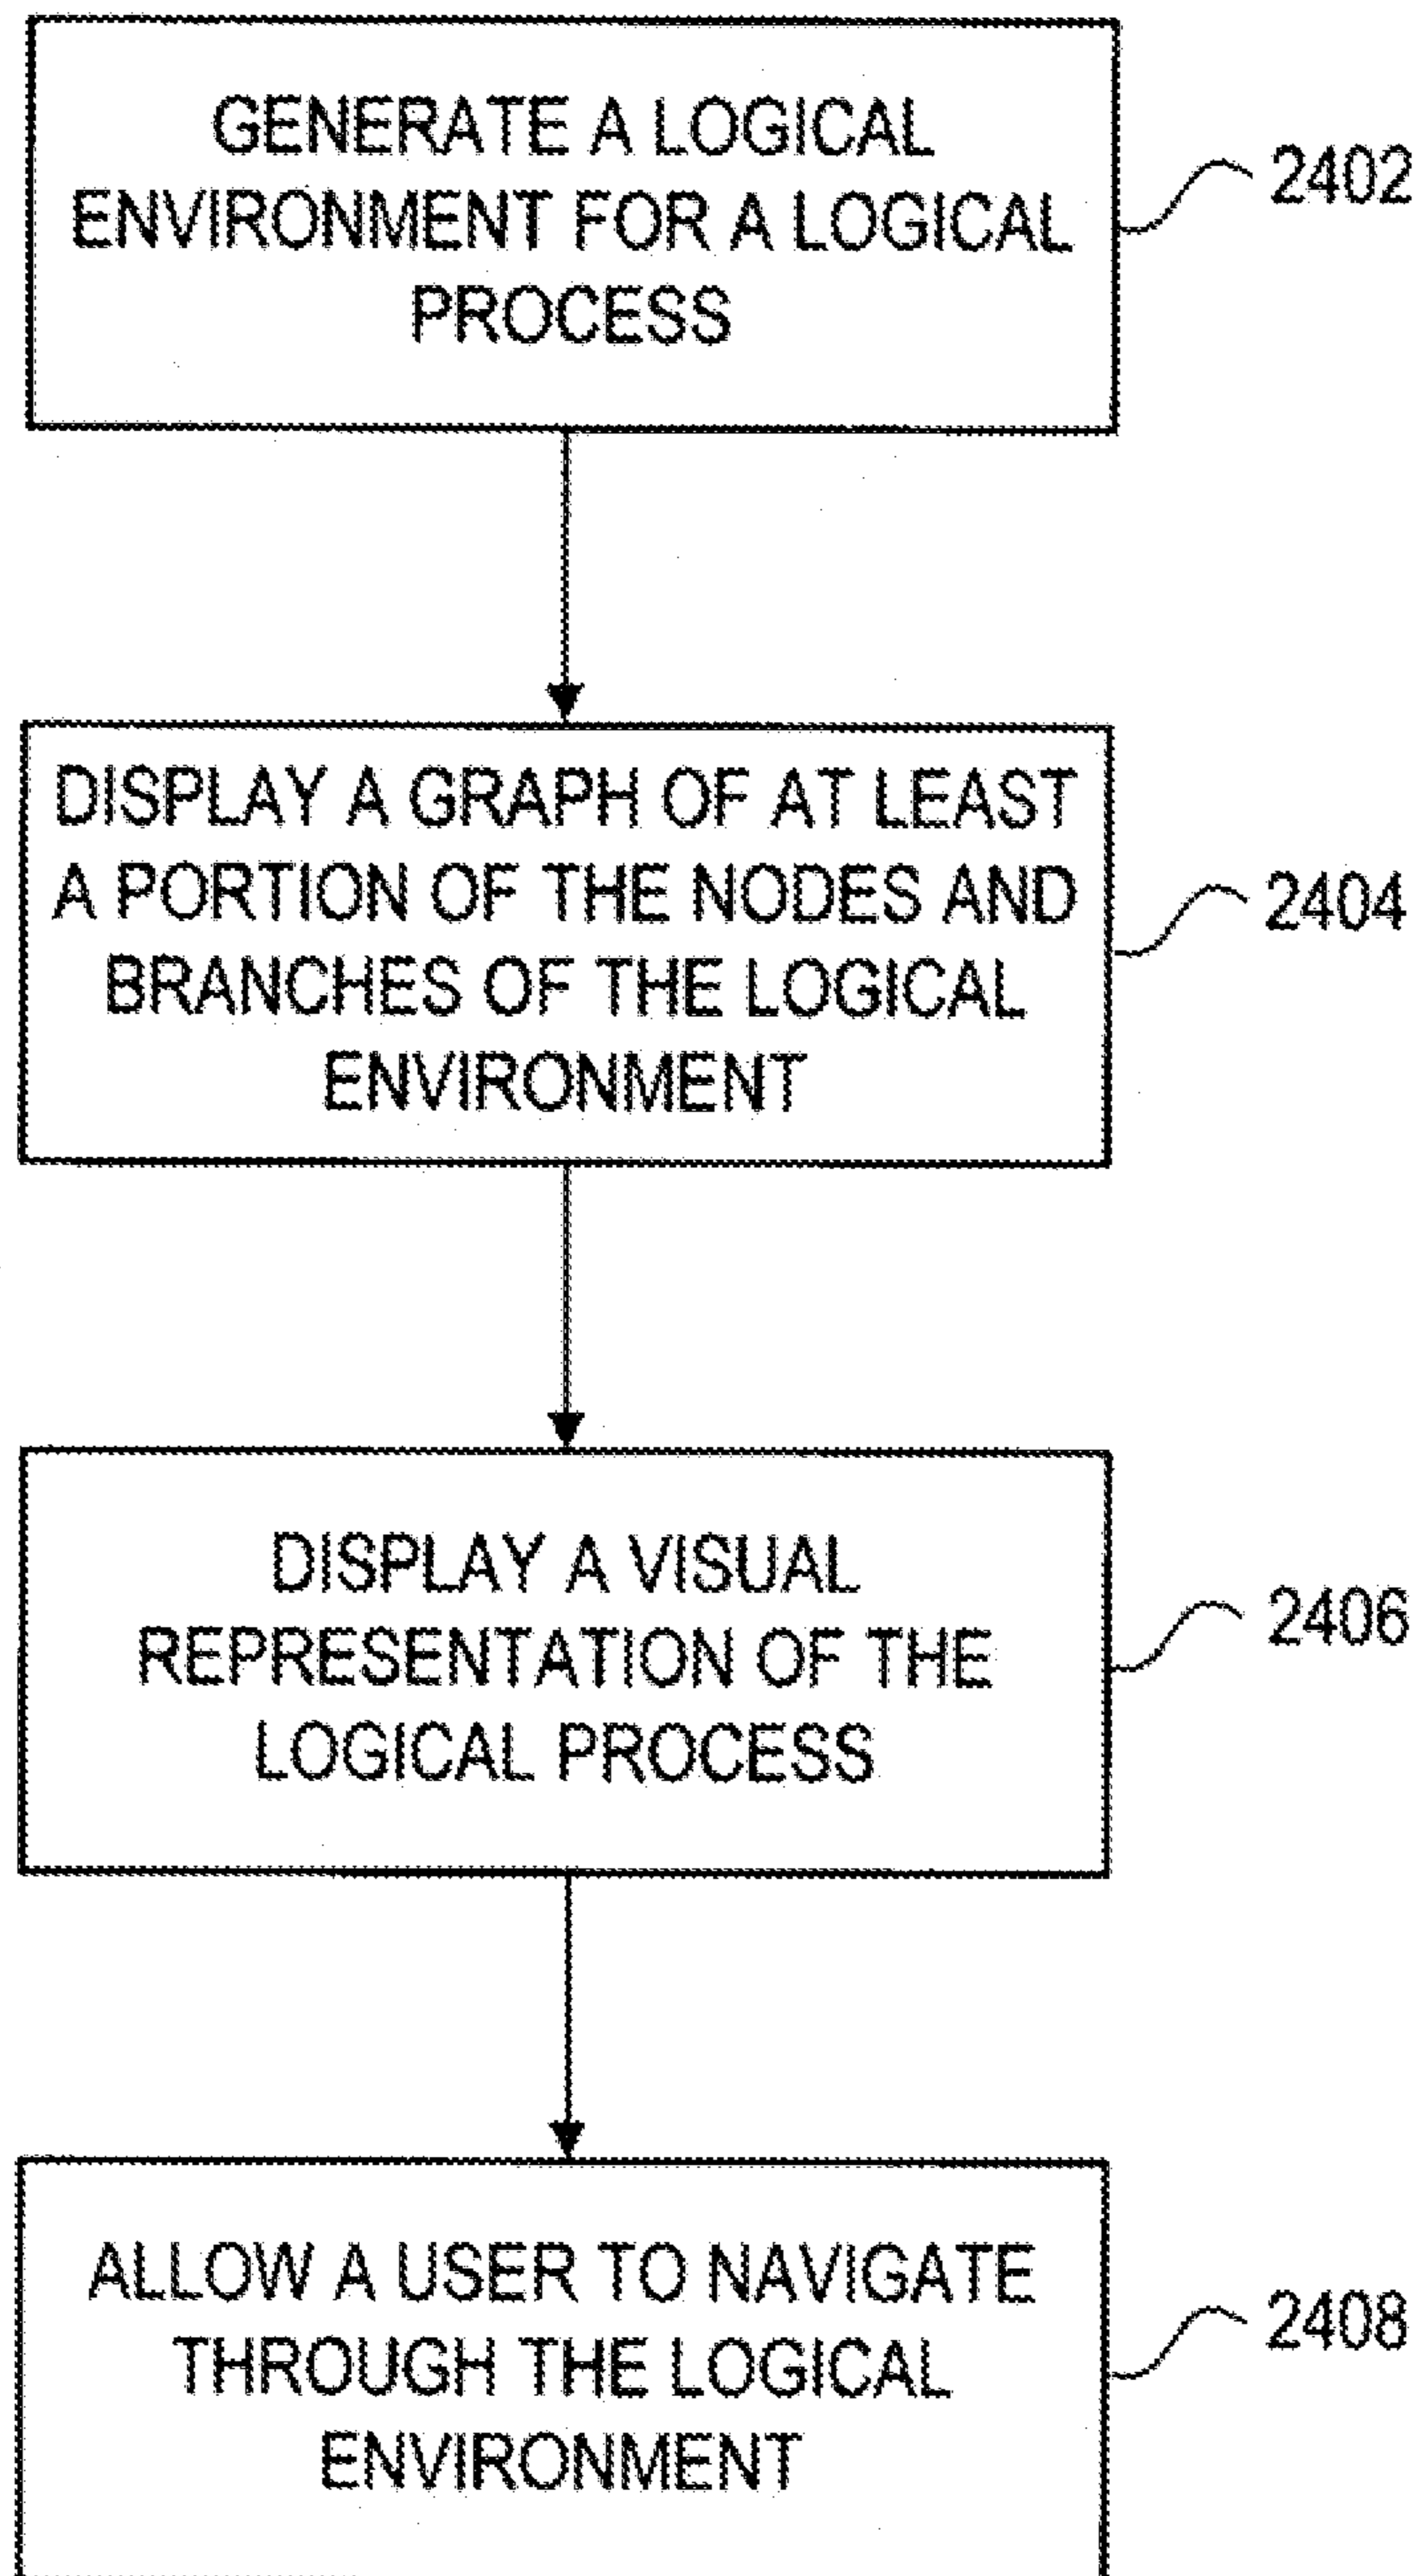 GENERATE A LOGICAL
ENVIRONMENT FOR A LOGICAL
PROCESS
2402
DISPLAY A GRAPH OF AT LEAST
A PORTION OF THE NODES AND
BRANCHES OF THE LOGICAL
ENVIRONMENT
2404
DISPLAY A VISUAL
REPRESENTATION OF THE
LOGICAL PROCESS
2406
ALLOW A USER TO NAVIGATE
THROUGH THE LOGICAL
ENVIRONMENT
2408